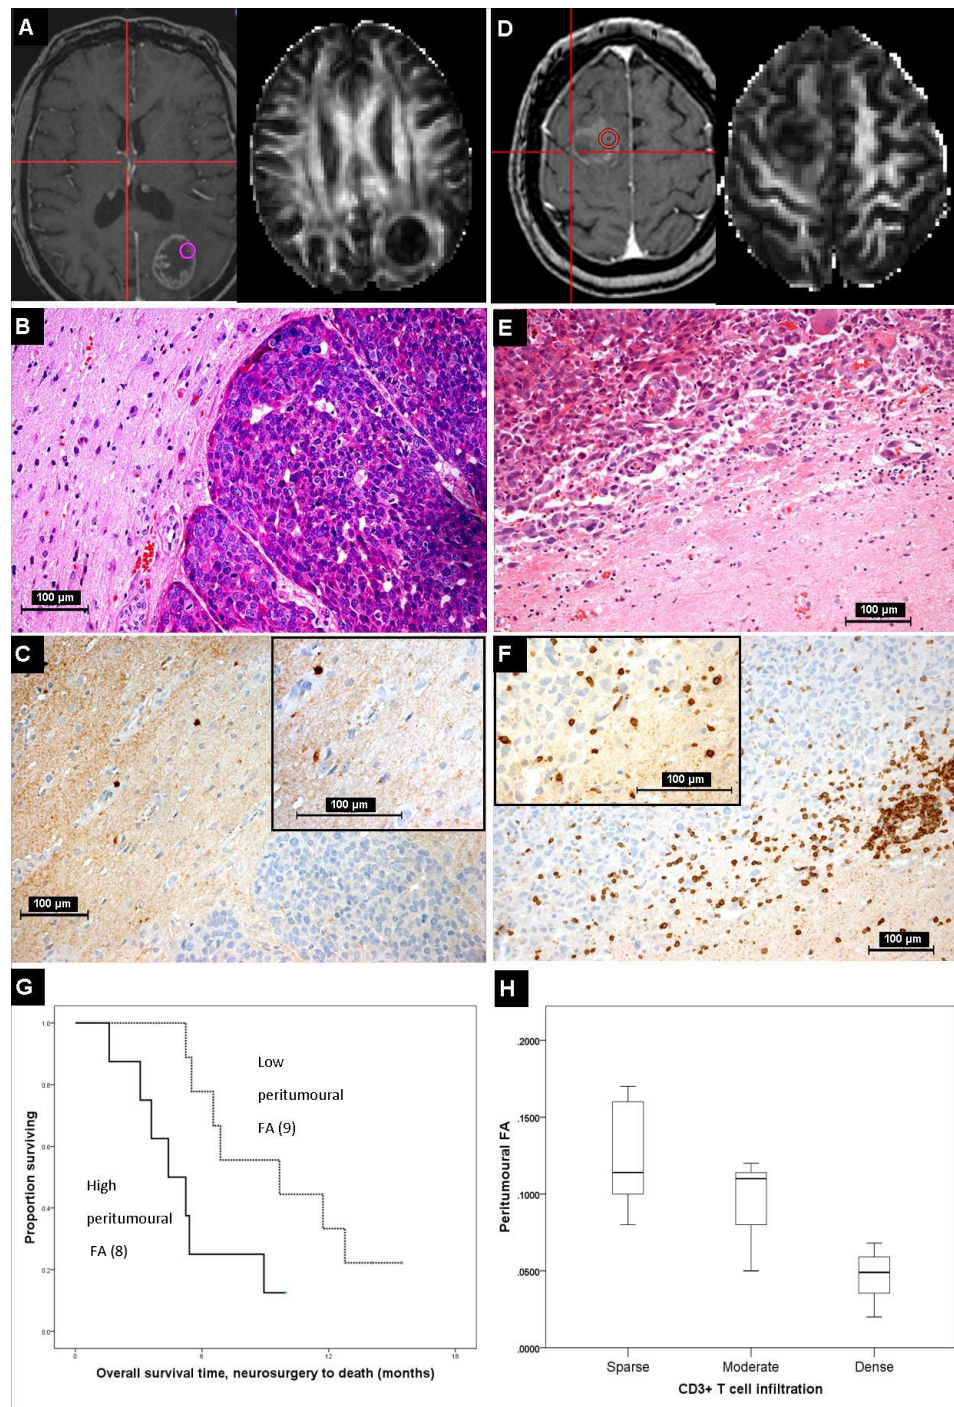 A
D
B
100 µm
E
100 µm
C
100 µm
100 µm
F
100 µm
100 µm
G
1.0
0.8
0.6
0.4
0.2
0.0
Proportion surviving
Low
peritumoural
FA (9)
High
peritumoural
FA (8)
0
6
12
18
Overall survival time, neurosurgery to death (months)
H
.2000
.1500
.1000
.0500
.0000
Peritumoural FA
Sparse
Moderate
Dense
CD3+ T cell infiltration